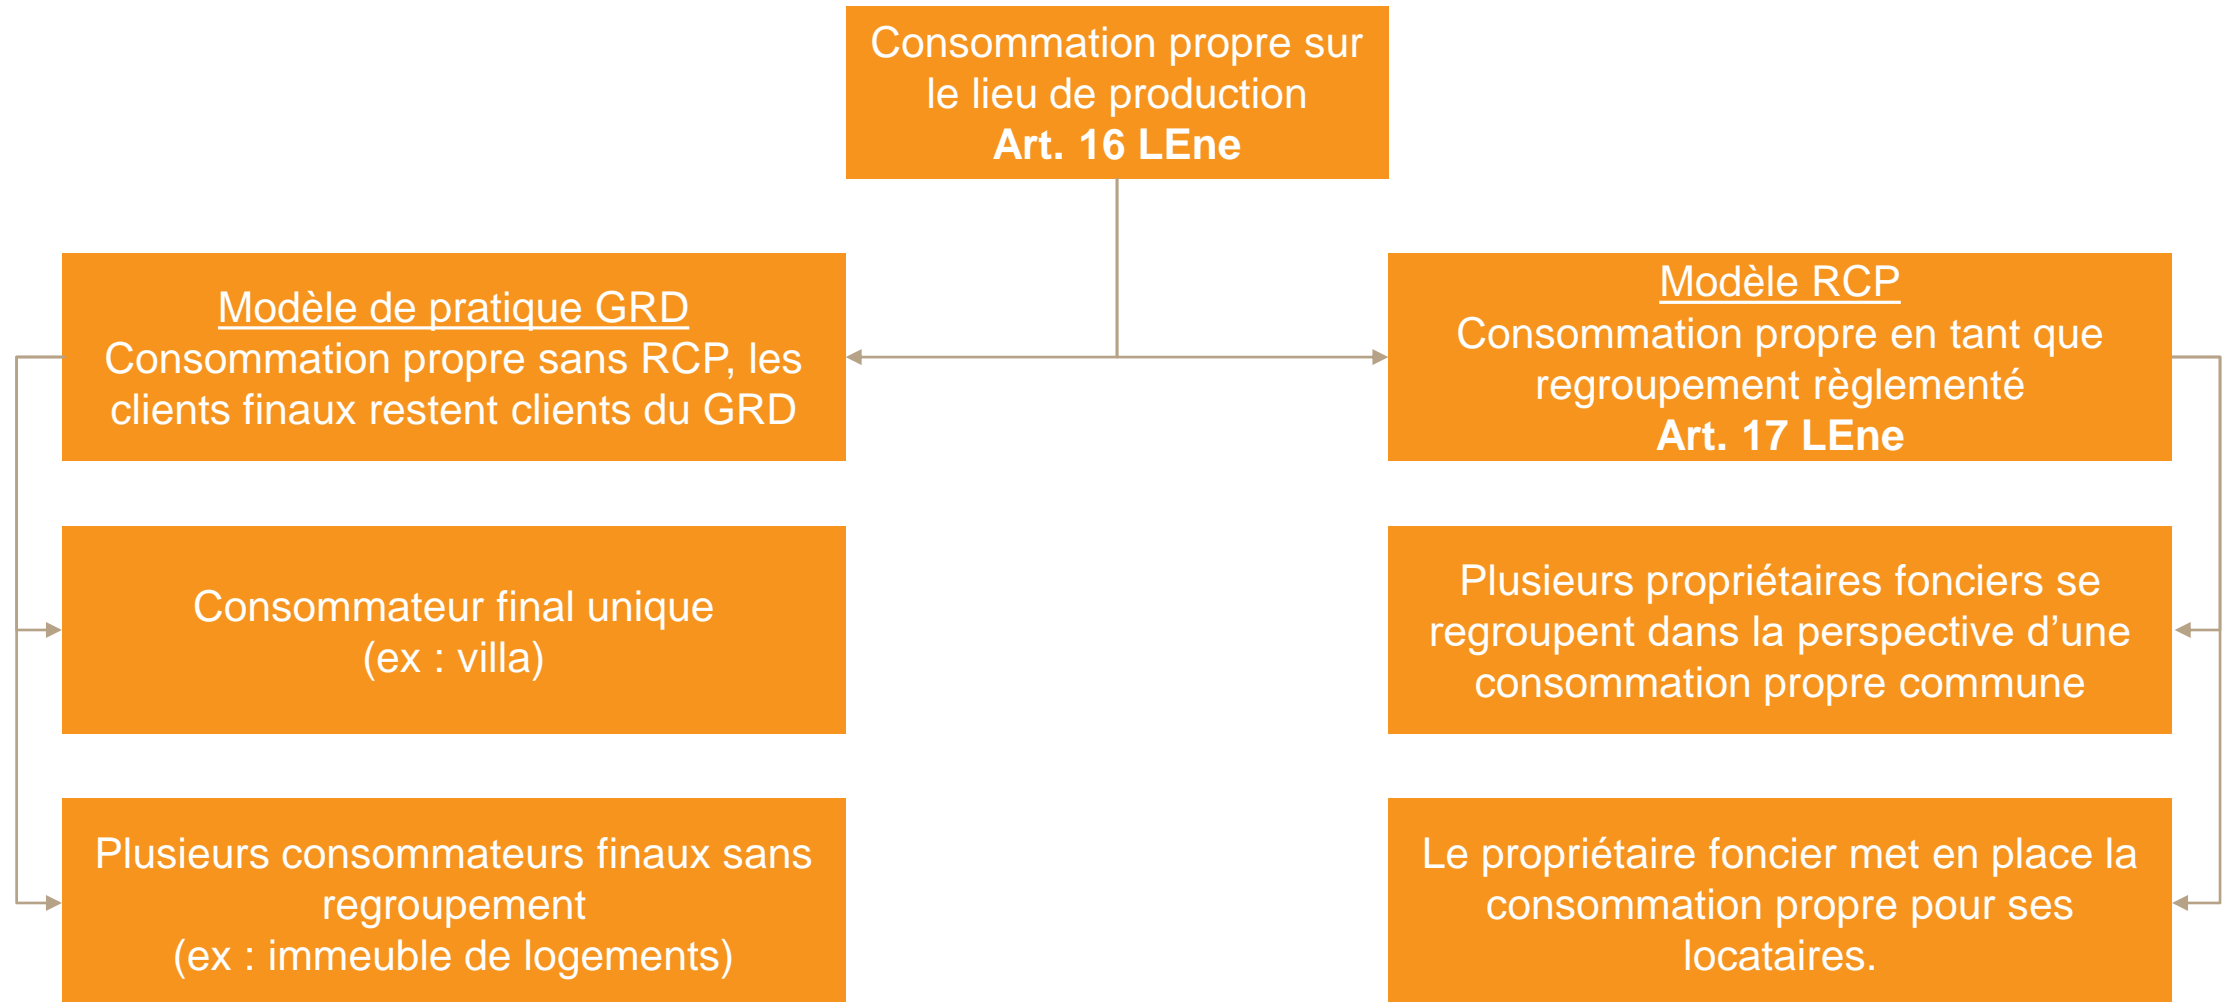 Consommation propre sur
le lieu de production
Art. 16 LEne
Modèle de pratique GRD
Consommation propre sans RCP, les
clients finaux restent clients du GRD
Modèle RCP
Consommation propre en tant que
regroupement règlementé
Art. 17 LEne
Consommateur final unique
(ex : villa)
Plusieurs propriétaires fonciers se
regroupent dans la perspective d’une
consommation propre commune
Plusieurs consommateurs finaux sans
regroupement
(ex : immeuble de logements)
Le propriétaire foncier met en place la
consommation propre pour ses
locataires.